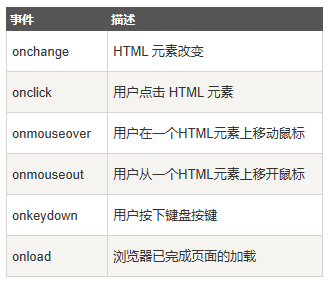 事件 描述
onchange HTML 元素改变
onclick 用户点击 HTML 元素
onmouseover 用户在一个HTML元素上移动鼠标
onmouseout 用户从一个HTML元素上移开鼠标
onkeydown 用户按下键盘按键
onload 浏览器已完成页面的加载